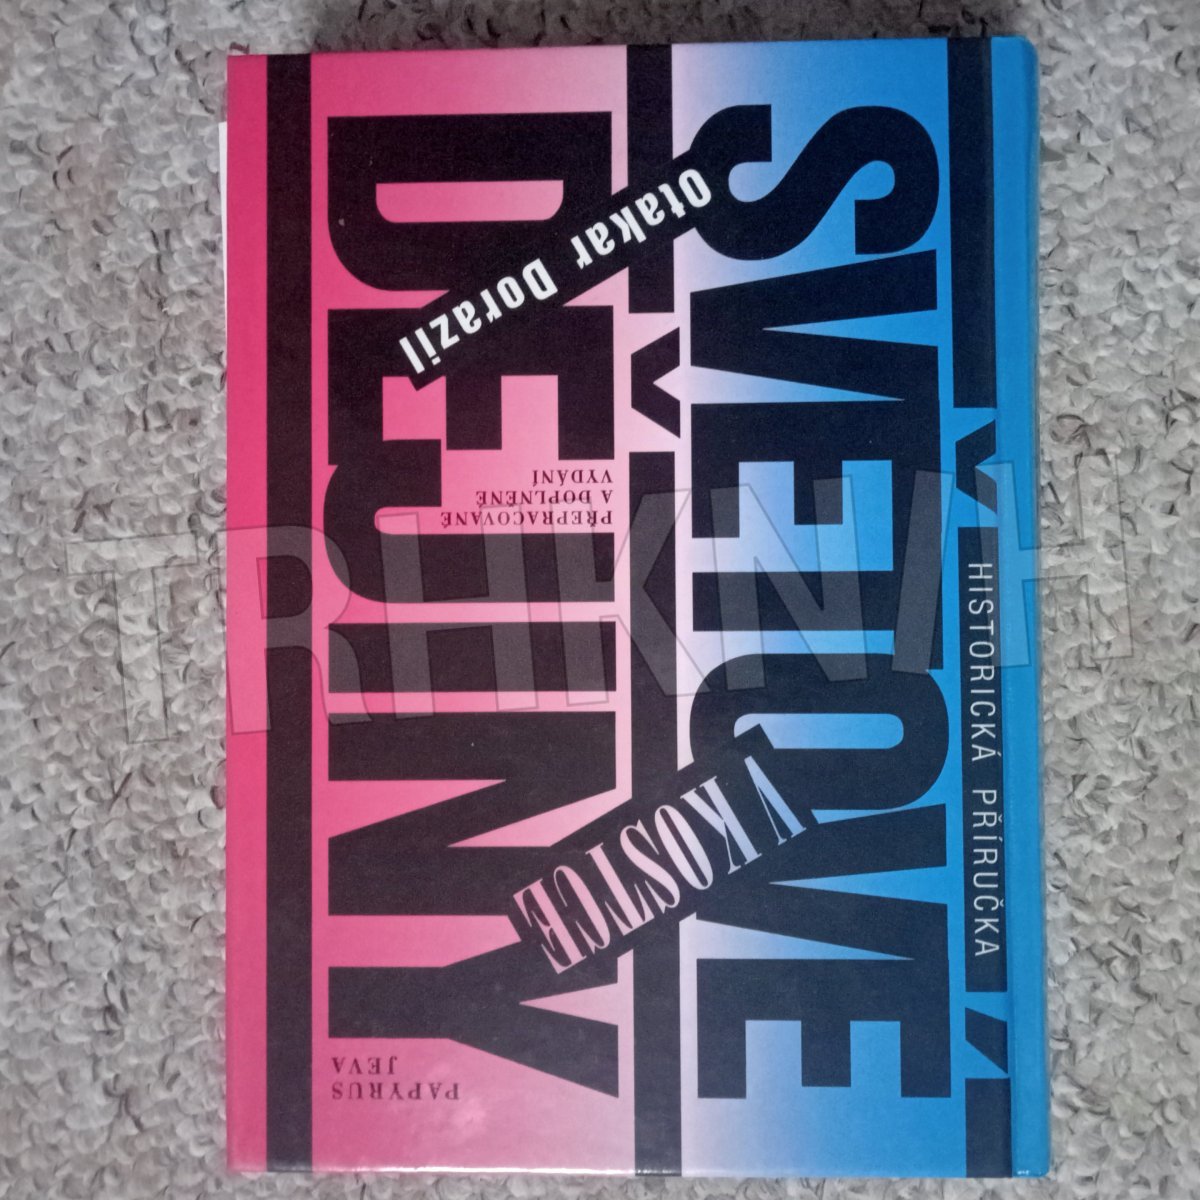 HISTORICKÁ PŘÍRUČKA
SVĚTOVÉ
DĚJINY
V KOSTCE
Otakar Dorazil
PŘEPRACOVANÉ
A DOPLNĚNÉ
VYDÁNÍ
PAPYRUS
JEVA
TRHKNIH